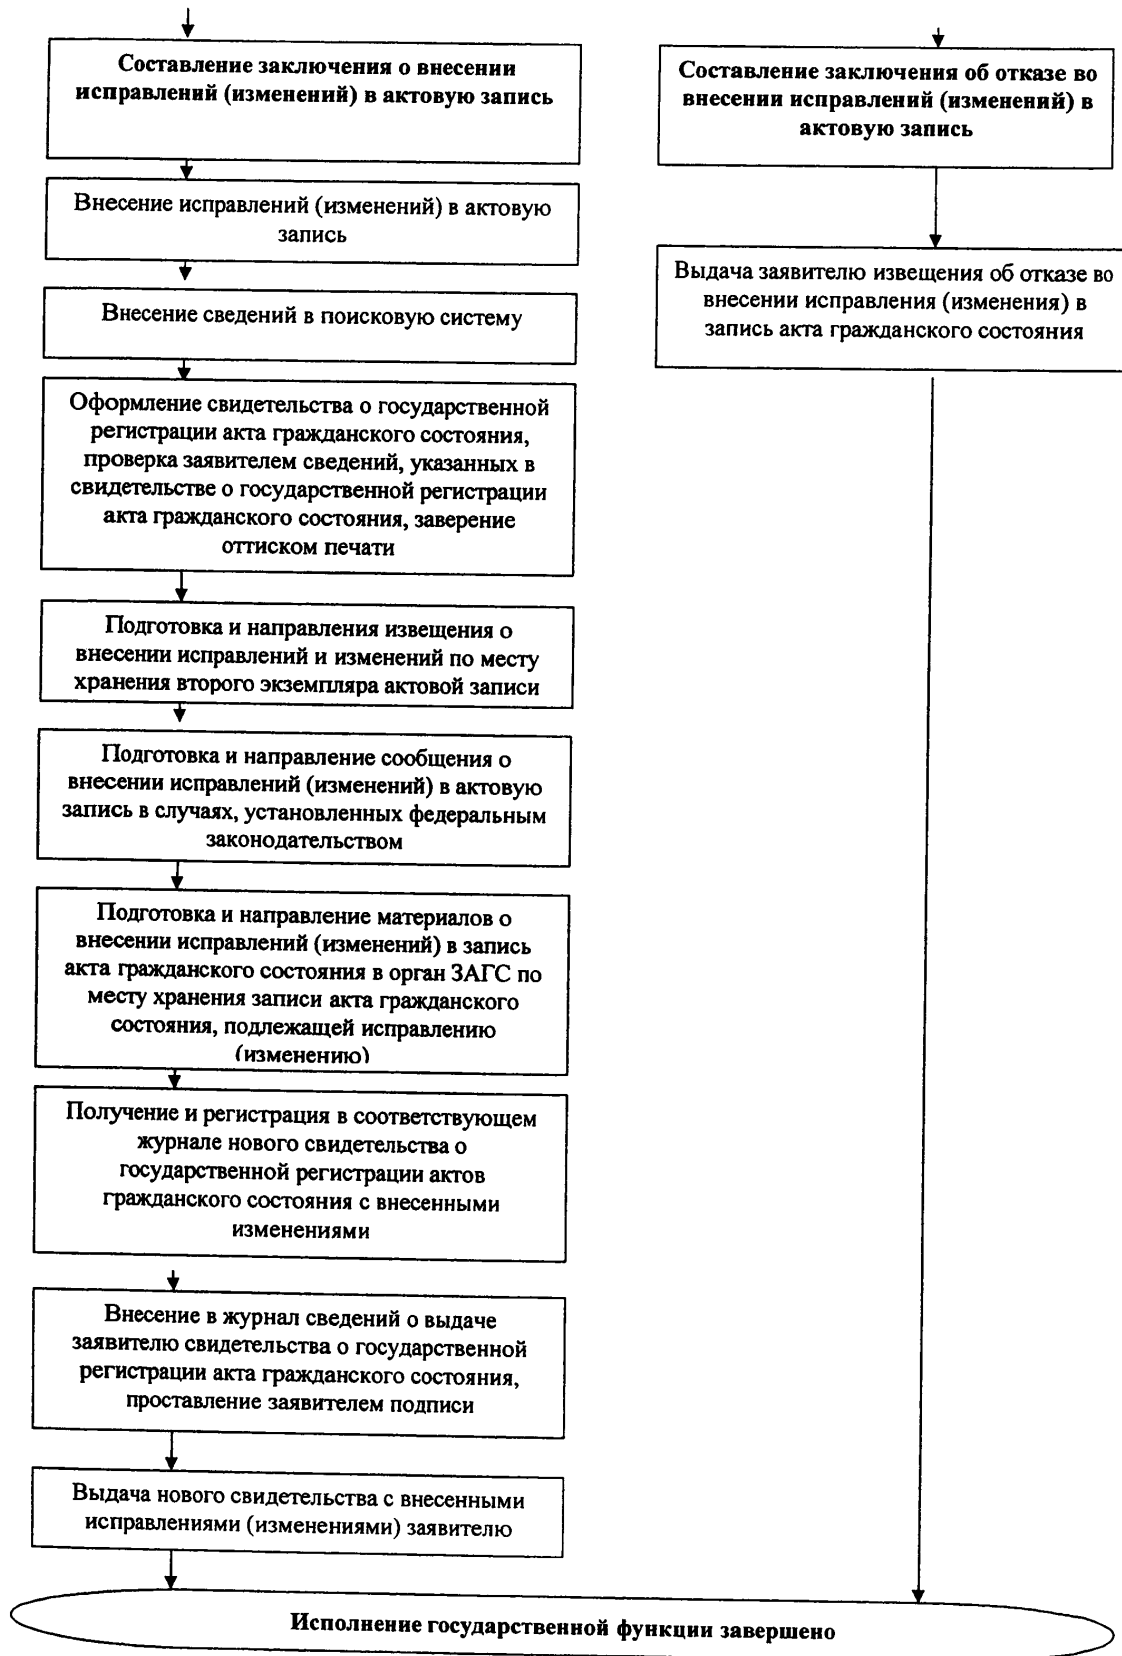 Составление заключения о внесении
исправлений (изменений) в актовую запись
Составление заключения об отказе во
внесении исправлений (изменений) в
актовую запись
Внесение исправлений (изменений) в актовую
запись
Выдача заявителю извещения об отказе во
внесении исправления (изменения) в
запись акта гражданского состояния
Внесение сведений в поисковую систему
Оформление свидетельства о государственной
регистрации акта гражданского состояния,
проверка заявителем сведений, указанных в
свидетельстве о государственной регистрации
акта гражданского состояния, заверение
оттиском печати
Подготовка и направления извещения о
внесении исправлений и изменений по месту
хранения второго экземпляра актовой записи
Подготовка и направление сообщения о
внесении исправлений (изменений) в актовую
запись в случаях, установленных федеральным
законодательством
Подготовка и направление материалов о
внесении исправлений (изменений) в запись
акта гражданского состояния в орган ЗАГС по
месту хранения записи акта гражданского
состояния, подлежащей исправлению
(изменению)
Получение и регистрация в соответствующем
журнале нового свидетельства о
государственной регистрации актов
гражданского состояния с внесенными
изменениями
Внесение в журнал сведений о выдаче
заявителю свидетельства о государственной
регистрации акта гражданского состояния,
проставление заявителем подписи
Выдача нового свидетельства с внесенными
исправлениями (изменениями) заявителю
Исполнение государственной функции завершено